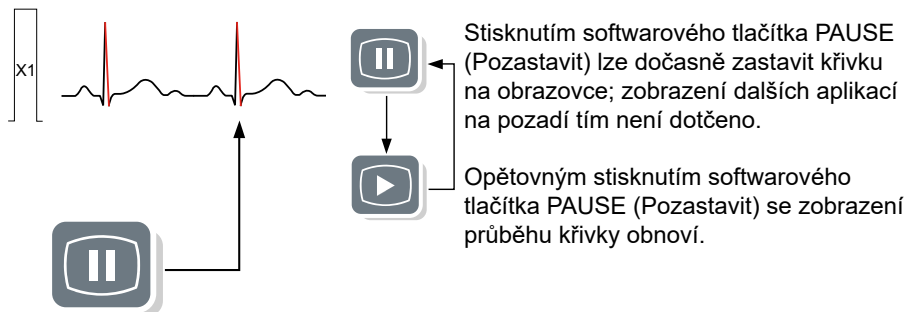 X1
Stisknutím softwarového tlačítka PAUSE
(Pozastavit) lze dočasně zastavit křivku
na obrazovce; zobrazení dalších aplikací
na pozadí tím není dotčeno.
Opětovným stisknutím softwarového
tlačítka PAUSE (Pozastavit) se zobrazení
průběhu křivky obnoví.